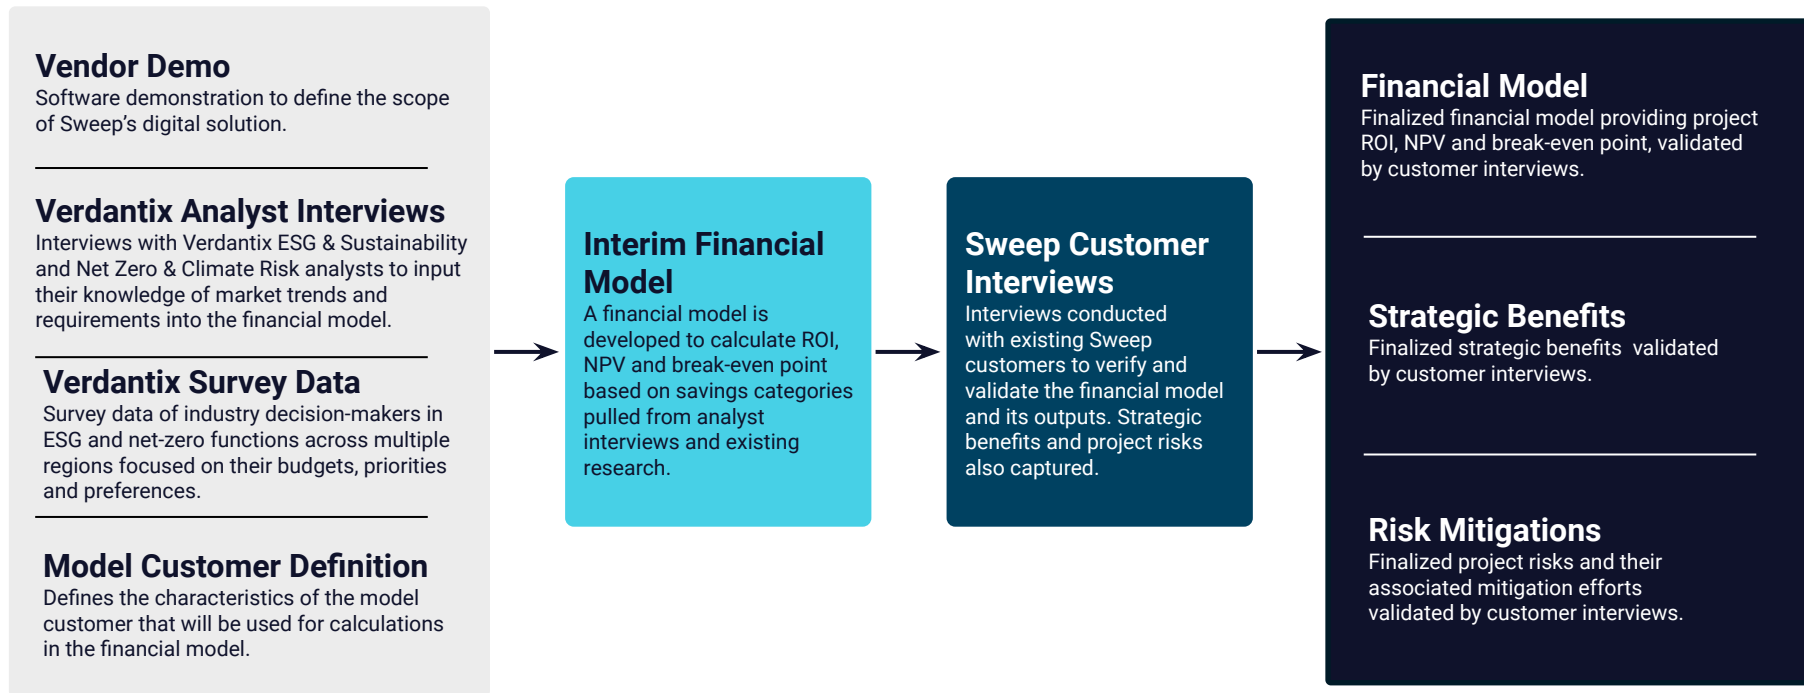 Vendor Demo
Software demonstration to define the scope
of Sweep’s digital solution.
Verdantix Analyst Interviews
Interviews with Verdantix ESG & Sustainability
and Net Zero & Climate Risk analysts to input
their knowledge of market trends and
requirements into the financial model.
Verdantix Survey Data
Survey data of industry decision-makers in
ESG and net-zero functions across multiple
regions focused on their budgets, priorities
and preferences.
Model Customer Definition
Defines the characteristics of the model
customer that will be used for calculations
in the financial model.
Interim Financial
Model
A financial model is
developed to calculate ROI,
NPV and break-even point
based on savings categories
pulled from analyst
interviews and existing
research.
Sweep Customer
Interviews
Interviews conducted
with existing Sweep
customers to verify and
validate the financial model
and its outputs. Strategic
benefits and project risks
also captured.
Financial Model
Finalized financial model providing project
ROI, NPV and break-even point, validated
by customer interviews.
Strategic Benefits
Finalized strategic benefits  validated
by customer interviews.
Risk Mitigations
Finalized project risks and their
associated mitigation efforts
validated by customer interviews.